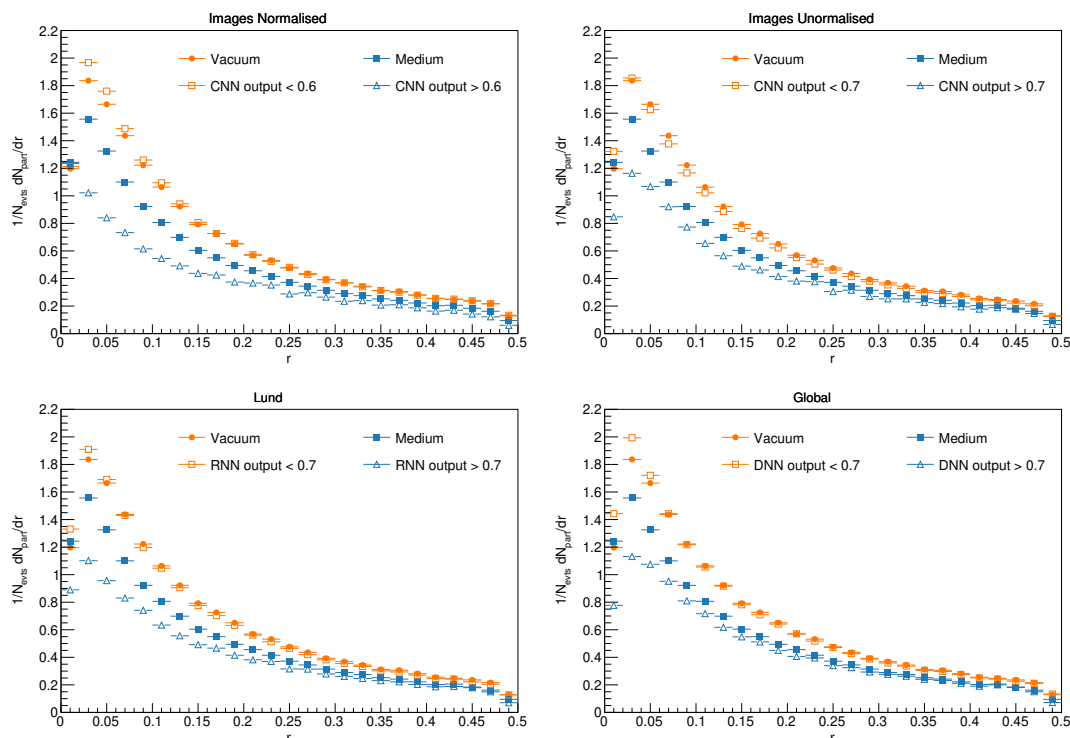 Images Normalised
2.2
2
1.8
1.6
1.4
1.2
1
0.8
0.6
0.4
0.2
0
1/N_evts dN_part/dr
Vacuum Medium
CNN output < 0.6 CNN output > 0.6
0 0.05 0.1 0.15 0.2 0.25 0.3 0.35 0.4 0.45 0.5
r
Images Unormalised
2.2
2
1.8
1.6
1.4
1.2
1
0.8
0.6
0.4
0.2
0
1/N_evts dN_part/dr
Vacuum Medium
CNN output < 0.7 CNN output > 0.7
0 0.05 0.1 0.15 0.2 0.25 0.3 0.35 0.4 0.45 0.5
r
Lund
2.2
2
1.8
1.6
1.4
1.2
1
0.8
0.6
0.4
0.2
0
1/N_evts dN_part/dr
Vacuum Medium
RNN output < 0.7 RNN output > 0.7
0 0.05 0.1 0.15 0.2 0.25 0.3 0.35 0.4 0.45 0.5
r
Global
2.2
2
1.8
1.6
1.4
1.2
1
0.8
0.6
0.4
0.2
0
1/N_evts dN_part/dr
Vacuum Medium
DNN output < 0.7 DNN output > 0.7
0 0.05 0.1 0.15 0.2 0.25 0.3 0.35 0.4 0.45 0.5
r